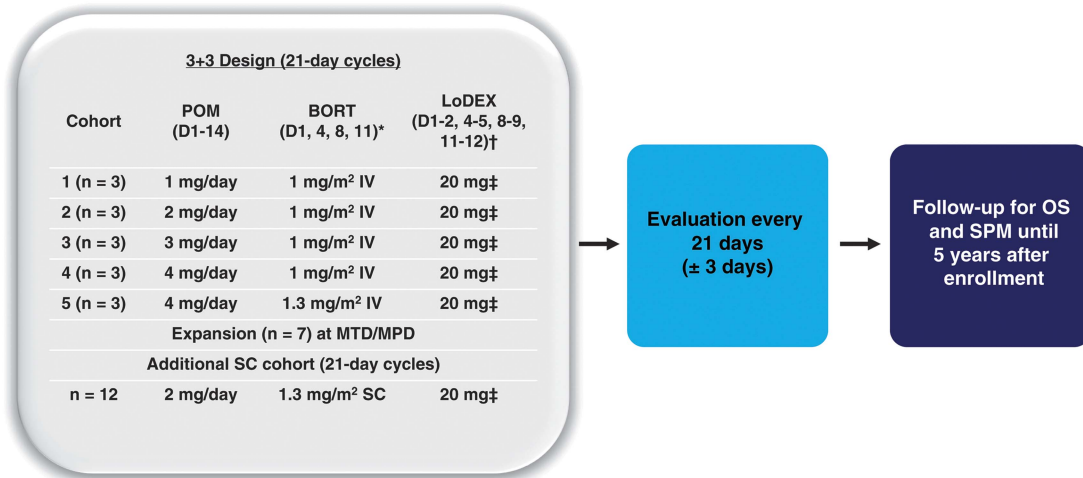 3+3 Design (21-day cycles)
Cohort POM (D1-14) BORT (D1, 4, 8, 11)* LoDEX (D1-2, 4-5, 8-9, 11-12)†
1 (n = 3) 1 mg/day 1 mg/m² IV 20 mg‡
2 (n = 3) 2 mg/day 1 mg/m² IV 20 mg‡
3 (n = 3) 3 mg/day 1 mg/m² IV 20 mg‡
4 (n = 3) 4 mg/day 1 mg/m² IV 20 mg‡
5 (n = 3) 4 mg/day 1.3 mg/m² IV 20 mg‡
Expansion (n = 7) at MTD/MPD
Additional SC cohort (21-day cycles)
n = 12 2 mg/day 1.3 mg/m² SC 20 mg‡
Evaluation every
21 days
(± 3 days)
Follow-up for OS
and SPM until
5 years after
enrollment